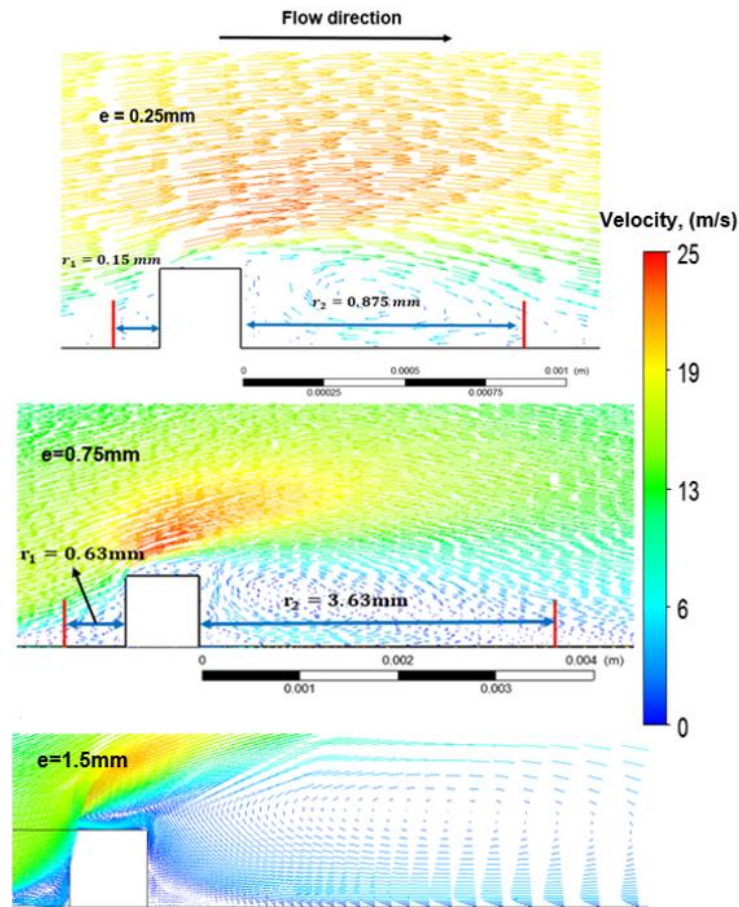 Flow direction
e = 0.25mm
Velocity, (m/s)
r₁ = 0.15 mm
r₂ = 0.875 mm
25
19
13
6
0
0 0.0005 0.001 (m)
0.00025 0.00075
e=0.75mm
r₁ = 0.63mm
r₂ = 3.63mm
0 0.002 0.004 (m)
0.001 0.003
e=1.5mm